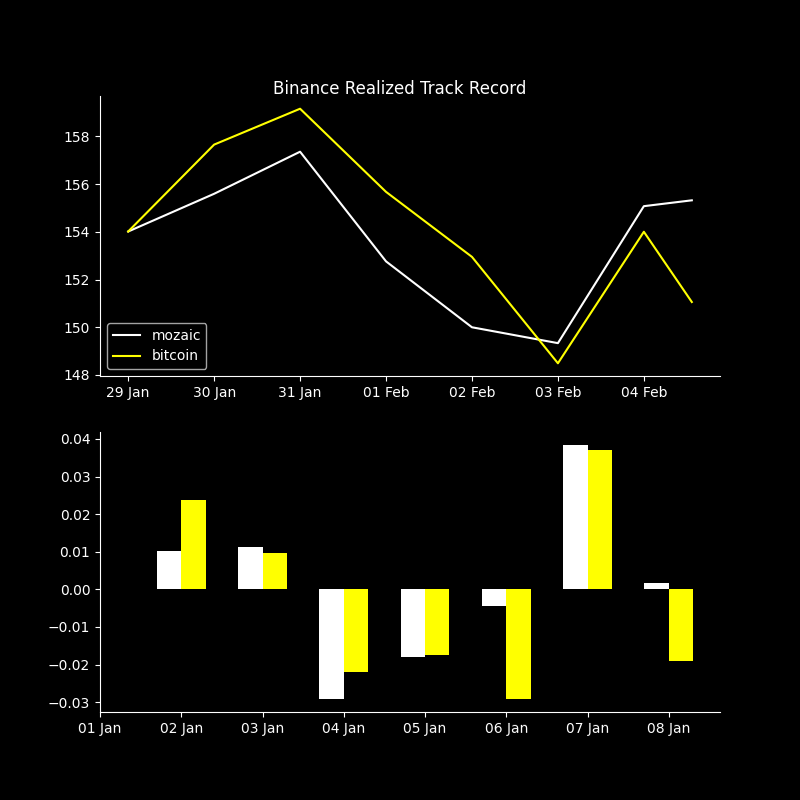 Binance Realized Track Record
158
156
154
152
150
148
mozaic
bitcoin
29 Jan 30 Jan 31 Jan 01 Feb 02 Feb 03 Feb 04 Feb
0.04
0.03
0.02
0.01
0.00
−0.01
−0.02
−0.03
01 Jan 02 Jan 03 Jan 04 Jan 05 Jan 06 Jan 07 Jan 08 Jan